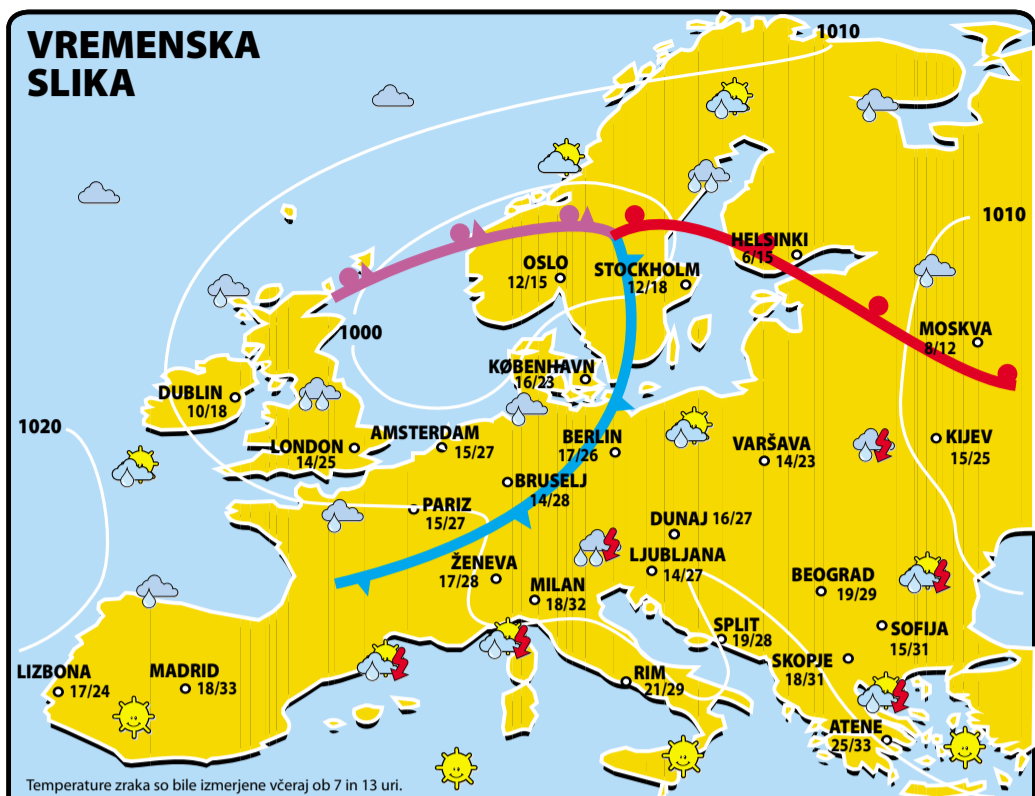 VREMENSKA
SLIKA
1010
1010
HELSINKI
6/15
OSLO
12/15
STOCKHOLM
12/18
1000
MOSKVA
8/12
KØBENHAVN
16/23
DUBLIN
10/18
1020
LONDON
14/25
AMSTERDAM
15/27
BERLIN
17/26
VARŠAVA
14/23
KIJEV
15/25
BRUSELJ
14/28
PARIZ
15/27
DUNAJ 16/27
LJUBLJANA
14/27
ŽENEVA
17/28
MILAN
18/32
BEOGRAD
19/29
SPLIT
19/28
SOFIJA
15/31
SKOPJE
18/31
LIZBONA
17/24
MADRID
18/33
RIM
21/29
ATENE
25/33
Temperature zraka so bile izmerjene včeraj ob 7 in 13 uri.